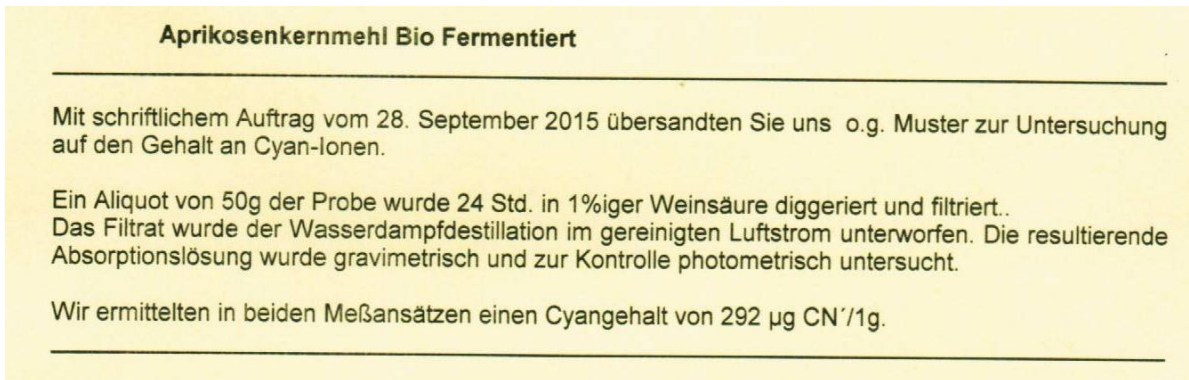 Aprikosenkernmehl Bio Fermentiert
Mit schriftlichem Auftrag vom 28. September 2015 übersandten Sie uns o.g. Muster zur Untersuchung
auf den Gehalt an Cyan-Ionen.
Ein Aliquot von 50g der Probe wurde 24 Std. in 1%iger Weinsäure diggeriert und filtriert..
Das Filtrat wurde der Wasserdampfdestillation im gereinigten Luftstrom unterworfen. Die resultierende
Absorptionslösung wurde gravimetrisch und zur Kontrolle photometrisch untersucht.
Wir ermittelten in beiden Meßansätzen einen Cyangehalt von 292 µg CN´/1g.